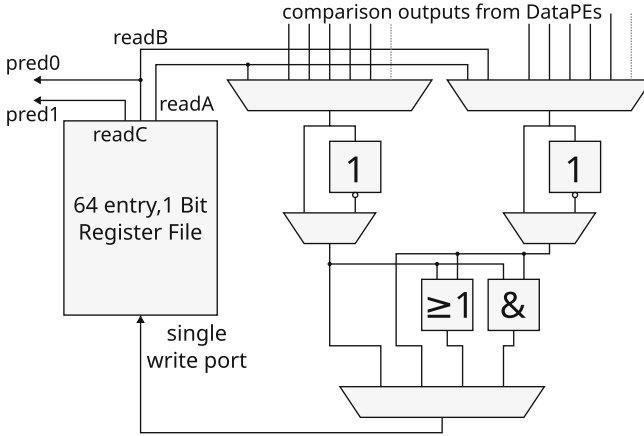 comparison outputs from DataPEs
readB
pred0
readA
pred1
readC
64 entry,1 Bit
Register File
1
1
≥1
&
single
write port